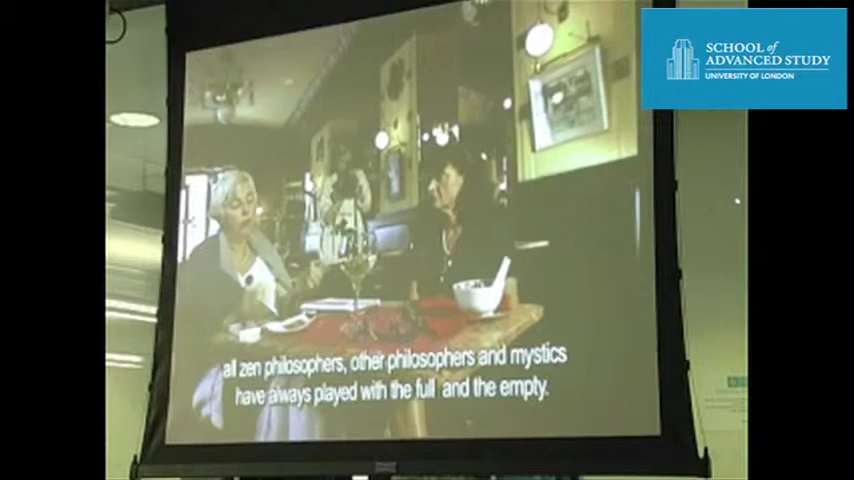 SCHOOL of
ADVANCED STUDY
UNIVERSITY OF LONDON
all zen philosophers, other philosophers and mystics
have always played with the full and the empty.